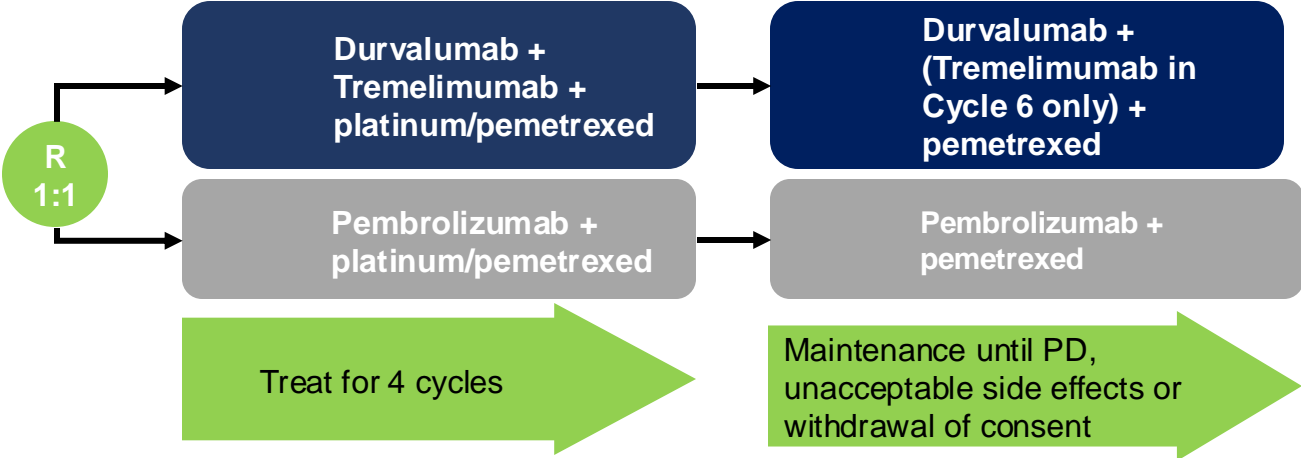 R
1:1
Durvalumab +
Tremelimumab +
platinum/pemetrexed
Durvalumab +
(Tremelimumab in
Cycle 6 only) +
pemetrexed
Pembrolizumab +
platinum/pemetrexed
Pembrolizumab +
pemetrexed
Treat for 4 cycles
Maintenance until PD,
unacceptable side effects or
withdrawal of consent